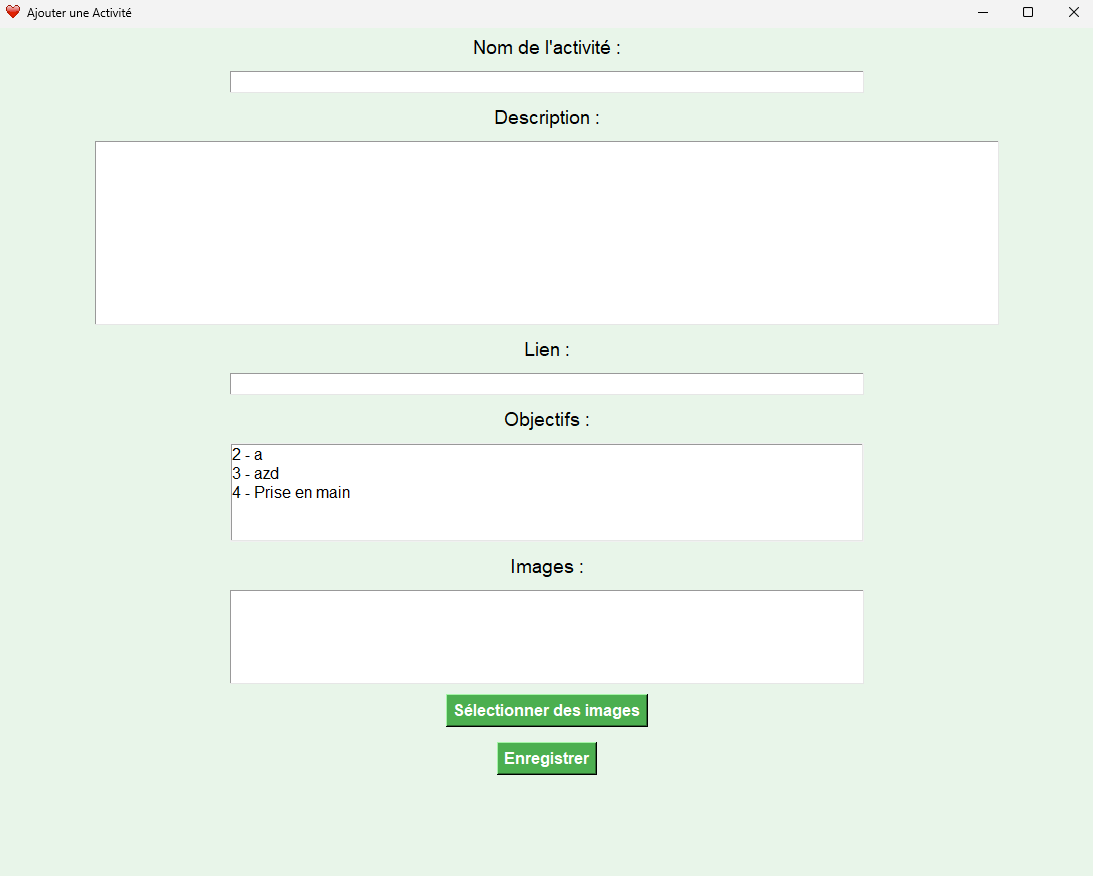 Ajouter une Activité
Nom de l'activité :
Description :
Lien :
Objectifs :
2 - a
3 - azd
4 - Prise en main
Images :
Sélectionner des images
Enregistrer